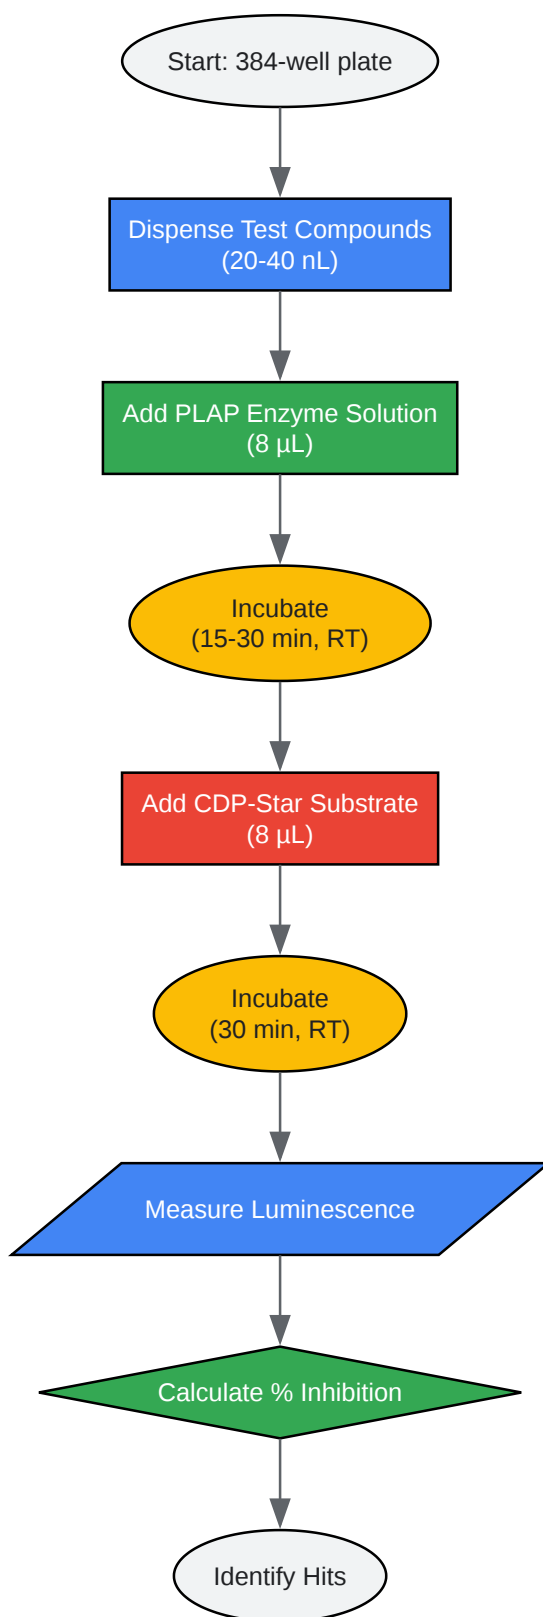 Start: 384-well plate
Dispense Test Compounds
(20-40 nL)
Add PLAP Enzyme Solution
(8 µL)
Incubate
(15-30 min, RT)
Add CDP-Star Substrate
(8 µL)
Incubate
(30 min, RT)
Measure Luminescence
Calculate % Inhibition
Identify Hits